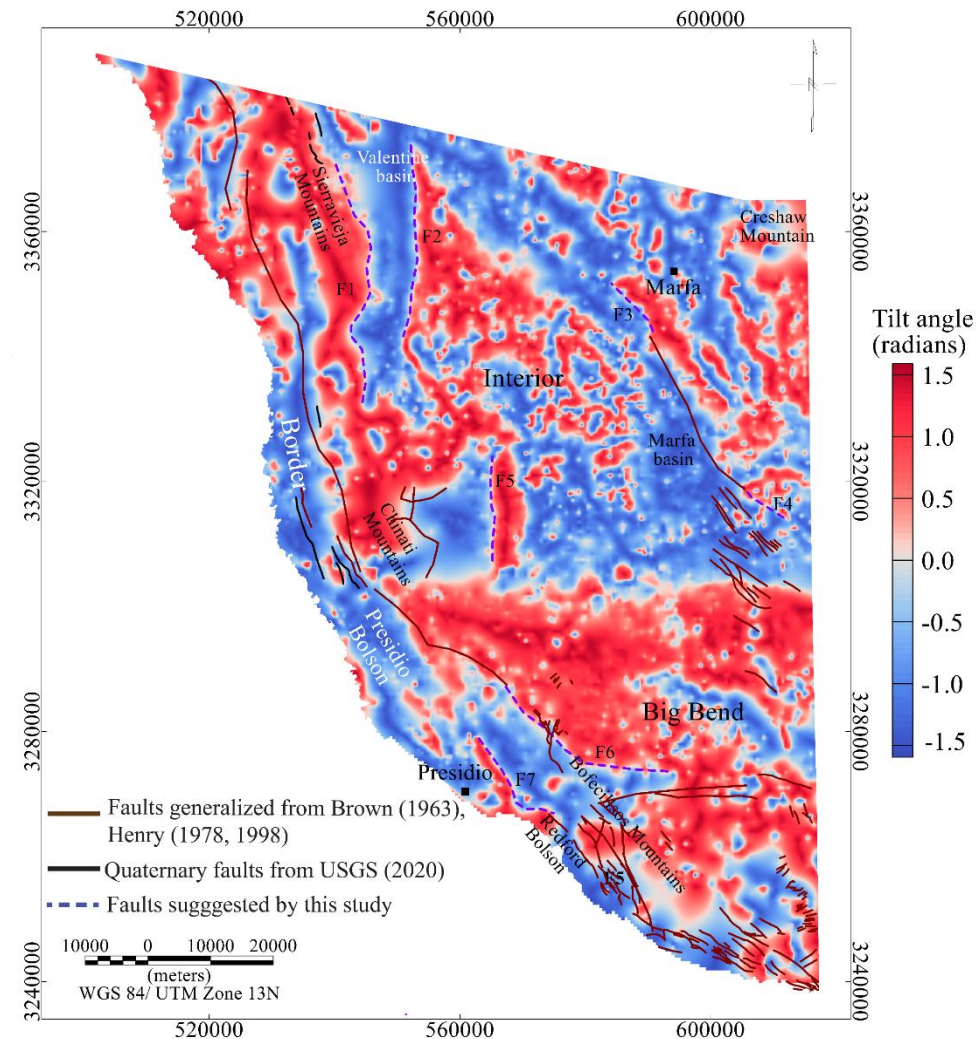 520000 560000 600000
Valentine
basin
Sierravieja
Mountains
Creshaw
Mountain
3360000
3360000
F2
F1
Marfa
F3
Tilt angle
(radians)
1.5
1.0
0.5
0.0
-0.5
-1.0
-1.5
Interior
Border
Marfa
basin
3320000
3320000
F5
F4
Chinati
Mountains
Presidio
Bolson
Big Bend
3280000
3280000
F6
Presidio
F7
Bofecillsos Mountains
Redford
Bolson
F5
Faults generalized from Brown (1963),
Henry (1978, 1998)
Quaternary faults from USGS (2020)
Faults sugggested by this study
10000 0 10000 20000
(meters)
WGS 84/ UTM Zone 13N
3240000
3240000
520000 560000 600000